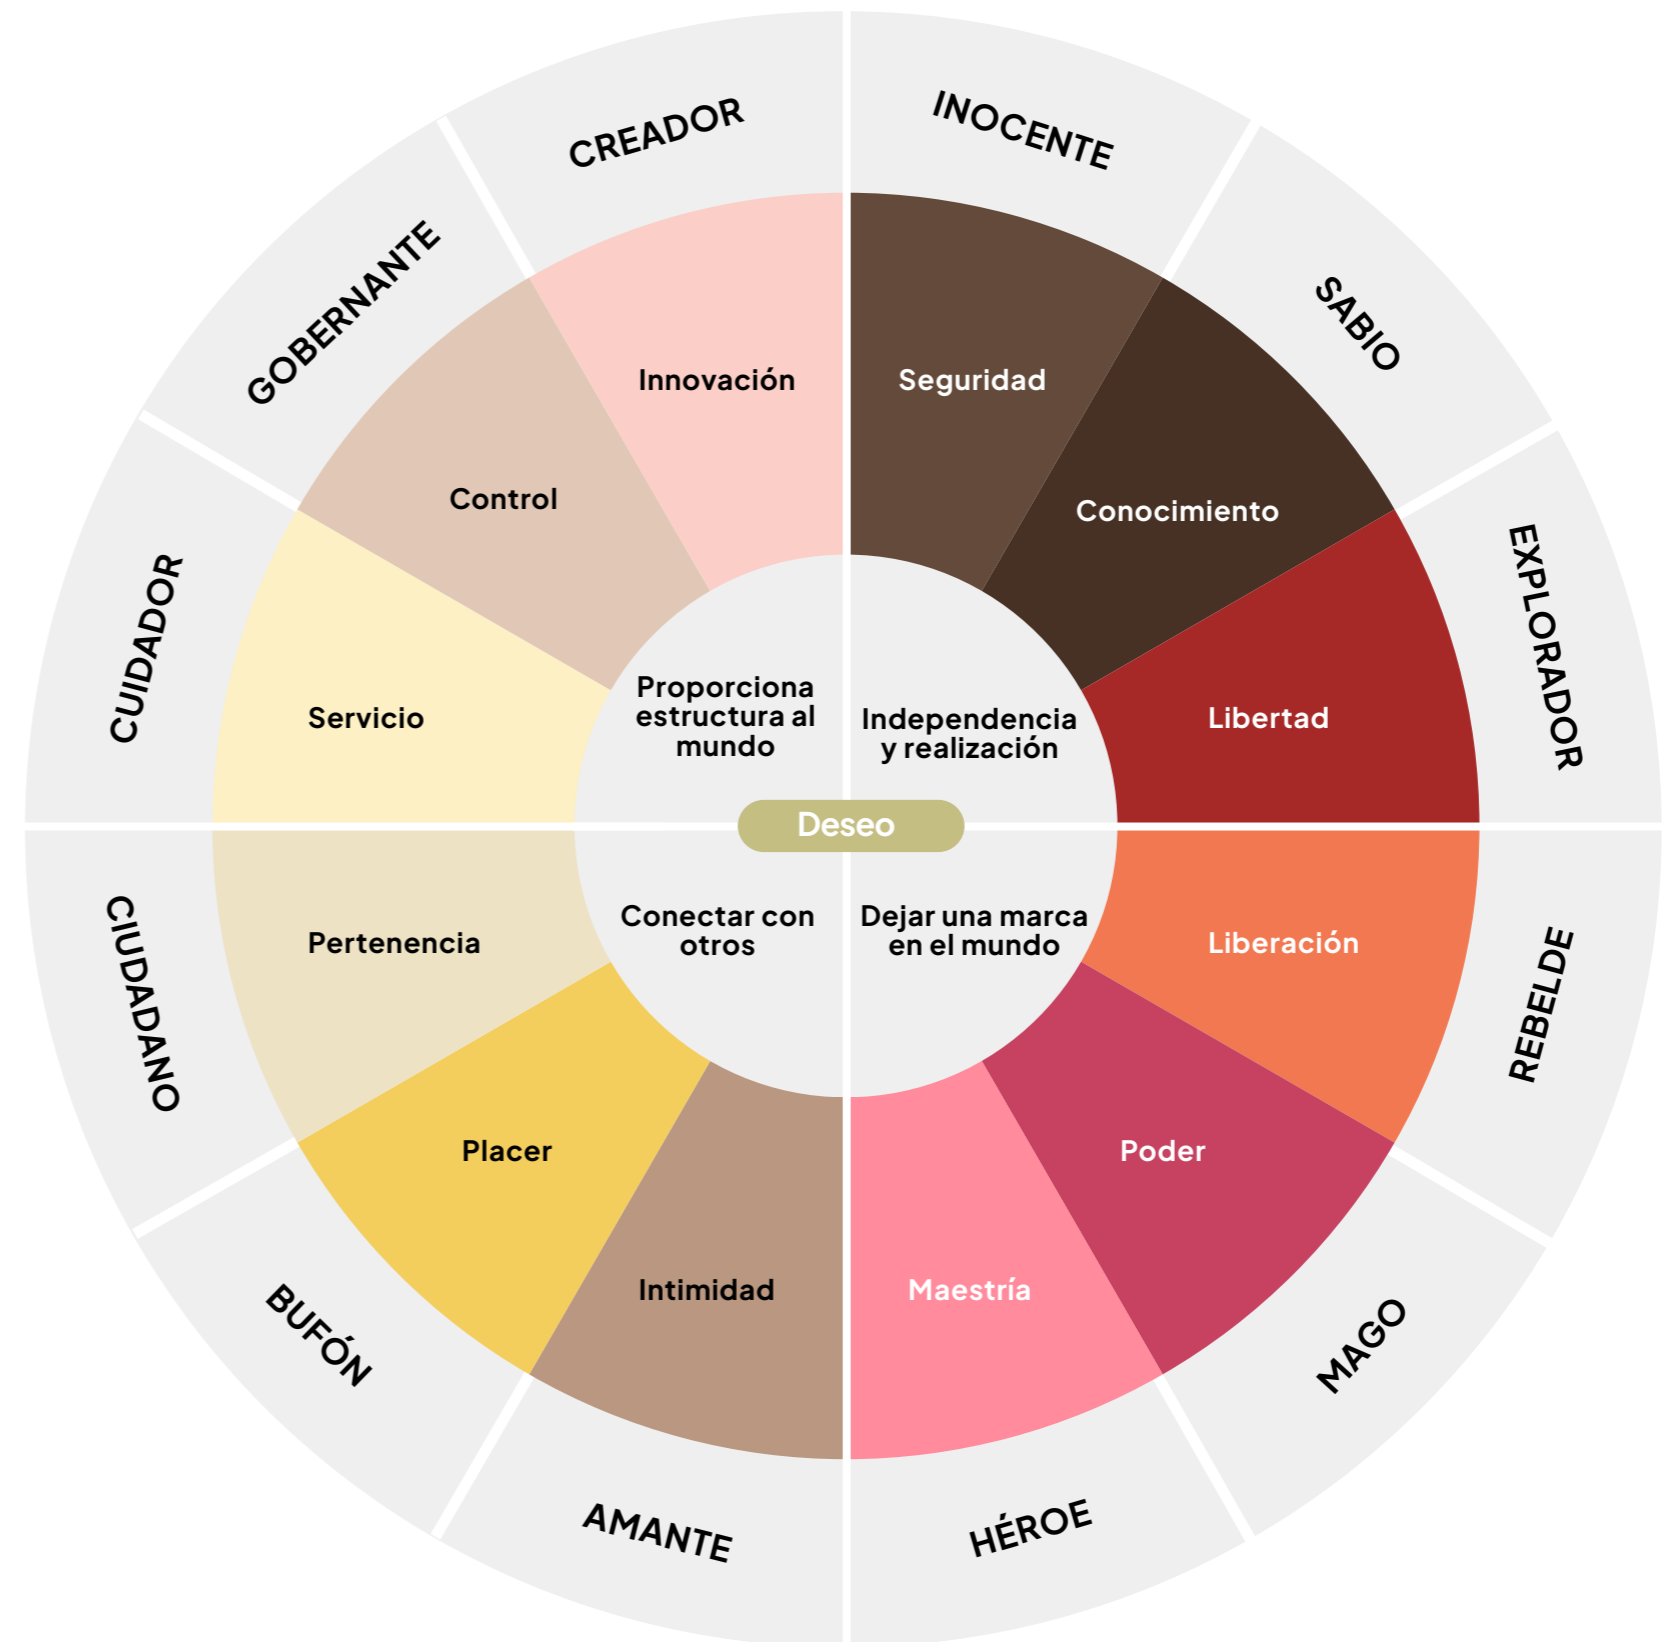 CREADOR
INOCENTE
GOBERNANTE
SABIO
CUIDADOR
EXPLORADOR
Innovación
Seguridad
Control
Conocimiento
Servicio
Libertad
Proporciona
estructura al
mundo
Independencia
y realización
Deseo
Conectar con
otros
Dejar una marca
en el mundo
Pertenencia
Liberación
CIUDADANO
REBELDE
Placer
Poder
Intimidad
Maestría
BUFÓN
MAGO
AMANTE
HÉROE